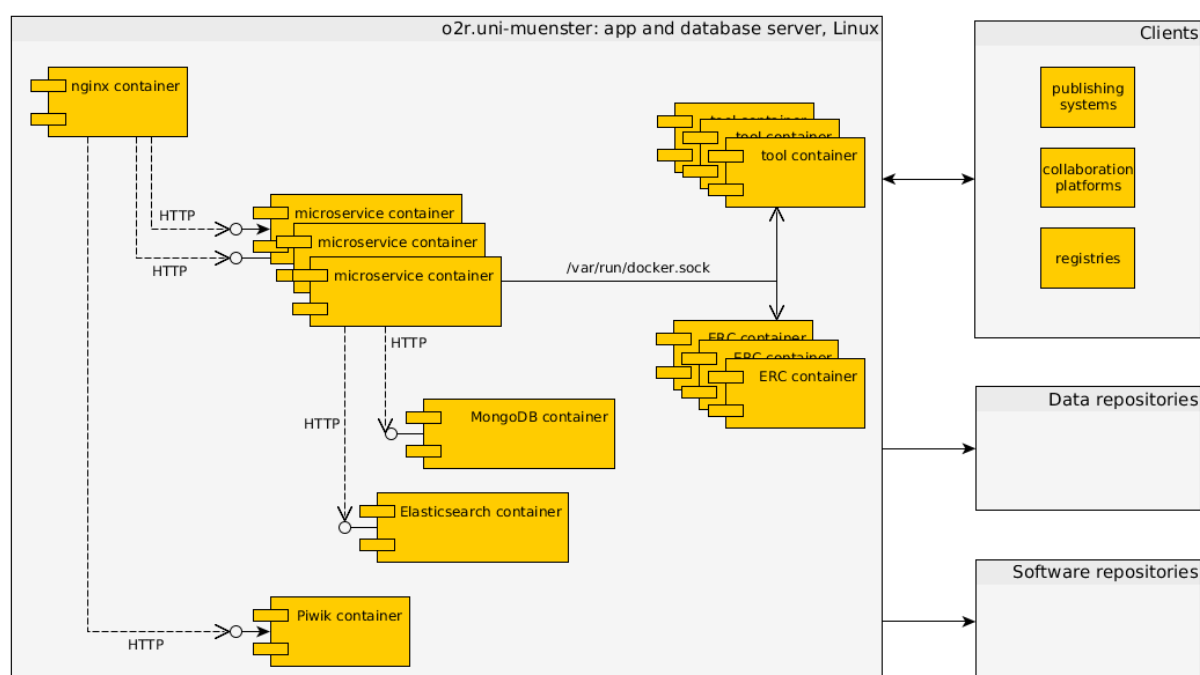 o2r.uni-muenster: app and database server, Linux
Clients
nginx container
publishing
systems
tool container
tool container
tool container
collaboration
platforms
HTTP
microservice container
HTTP
microservice container
microservice container
/var/run/docker.sock
registries
HTTP
ERC container
ERC container
ERC container
HTTP
MongoDB container
Data repositories
Elasticsearch container
Software repositories
Piwik container
HTTP